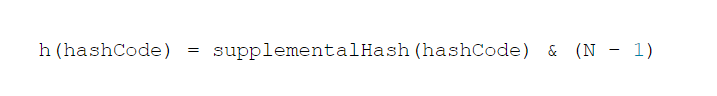 h(hashCode) = supplementalHash(hashCode) & (N - 1)